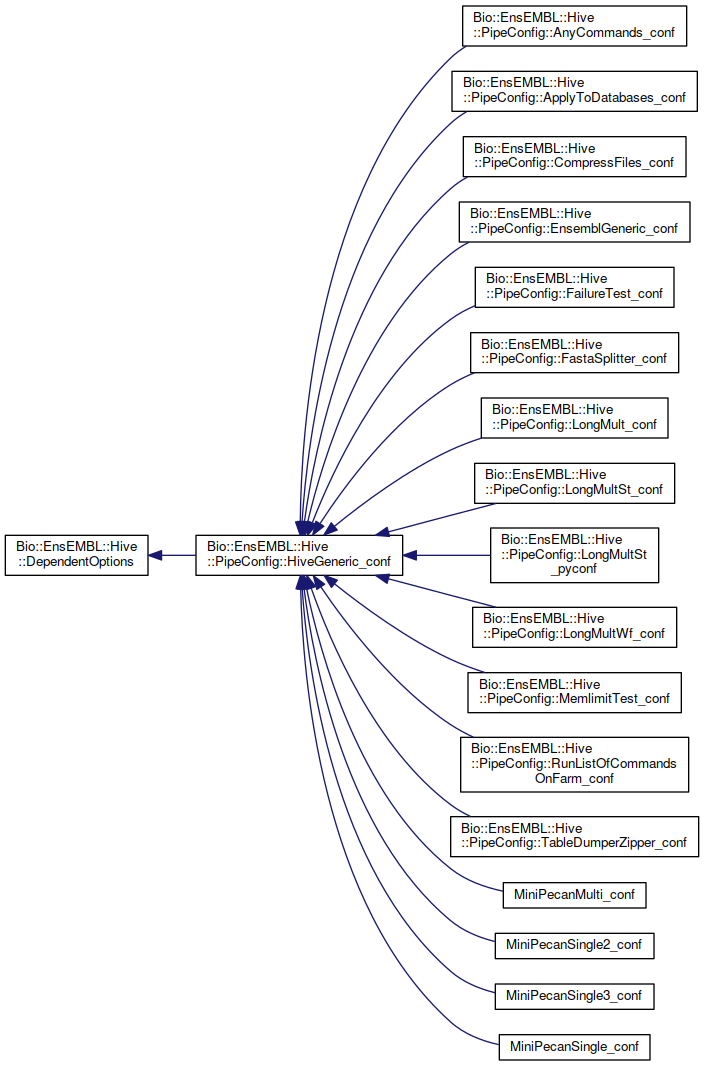 Bio::EnsEMBL::Hive
::PipeConfig::AnyCommands_conf
Bio::EnsEMBL::Hive
::PipeConfig::ApplyToDatabases_conf
Bio::EnsEMBL::Hive
::PipeConfig::CompressFiles_conf
Bio::EnsEMBL::Hive
::PipeConfig::EnsemblGeneric_conf
Bio::EnsEMBL::Hive
::PipeConfig::FailureTest_conf
Bio::EnsEMBL::Hive
::PipeConfig::FastaSplitter_conf
Bio::EnsEMBL::Hive
::PipeConfig::LongMult_conf
Bio::EnsEMBL::Hive
::PipeConfig::LongMultSt_conf
Bio::EnsEMBL::Hive
::DependentOptions
Bio::EnsEMBL::Hive
::PipeConfig::HiveGeneric_conf
Bio::EnsEMBL::Hive
::PipeConfig::LongMultSt
_pyconf
Bio::EnsEMBL::Hive
::PipeConfig::LongMultWf_conf
Bio::EnsEMBL::Hive
::PipeConfig::MemlimitTest_conf
Bio::EnsEMBL::Hive
::PipeConfig::RunListOfCommands
OnFarm_conf
Bio::EnsEMBL::Hive
::PipeConfig::TableDumperZipper_conf
MiniPecanMulti_conf
MiniPecanSingle2_conf
MiniPecanSingle3_conf
MiniPecanSingle_conf